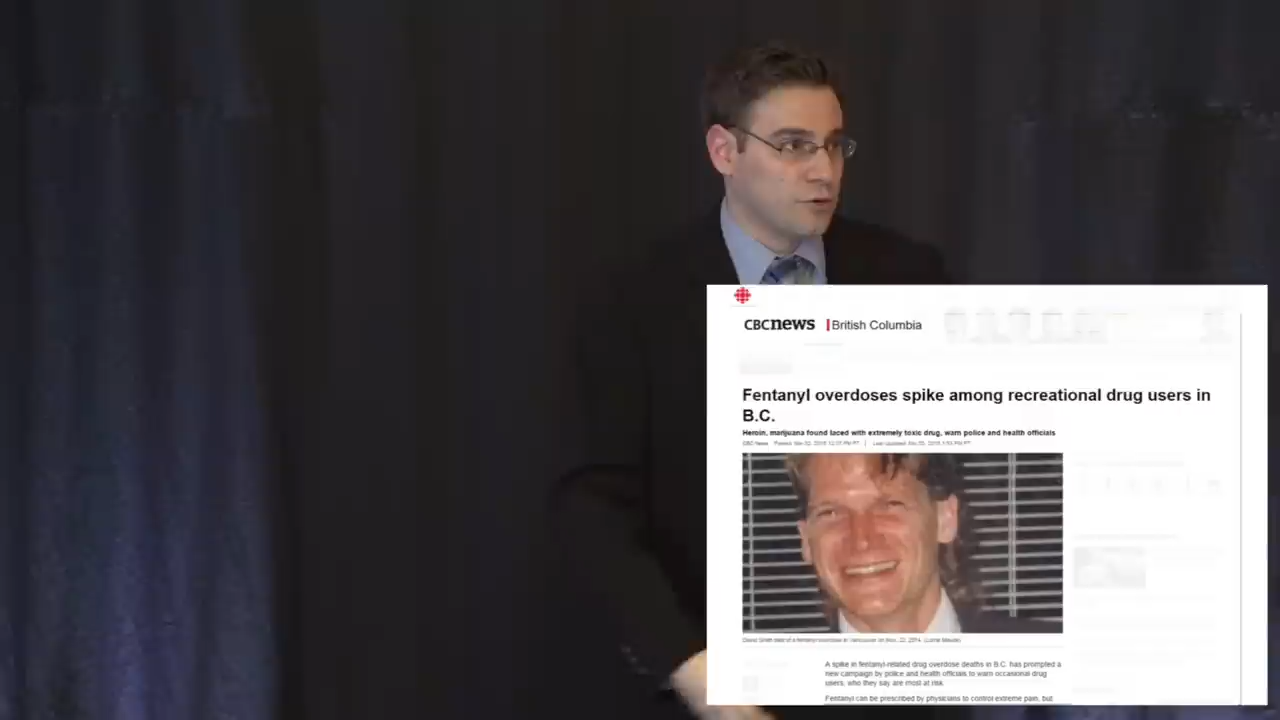 CBCnews | British Columbia
Fentanyl overdoses spike among recreational drug users in
B.C.
Heroin, marijuana found laced with extremely toxic drug, warn police and health officials
A spike in fentanyl-related drug overdose deaths in B.C. has prompted a
new campaign by police and health officials to warn occasional drug
users, who they say are most at risk.
Fentanyl can be prescribed by physicians to control extreme pain, but